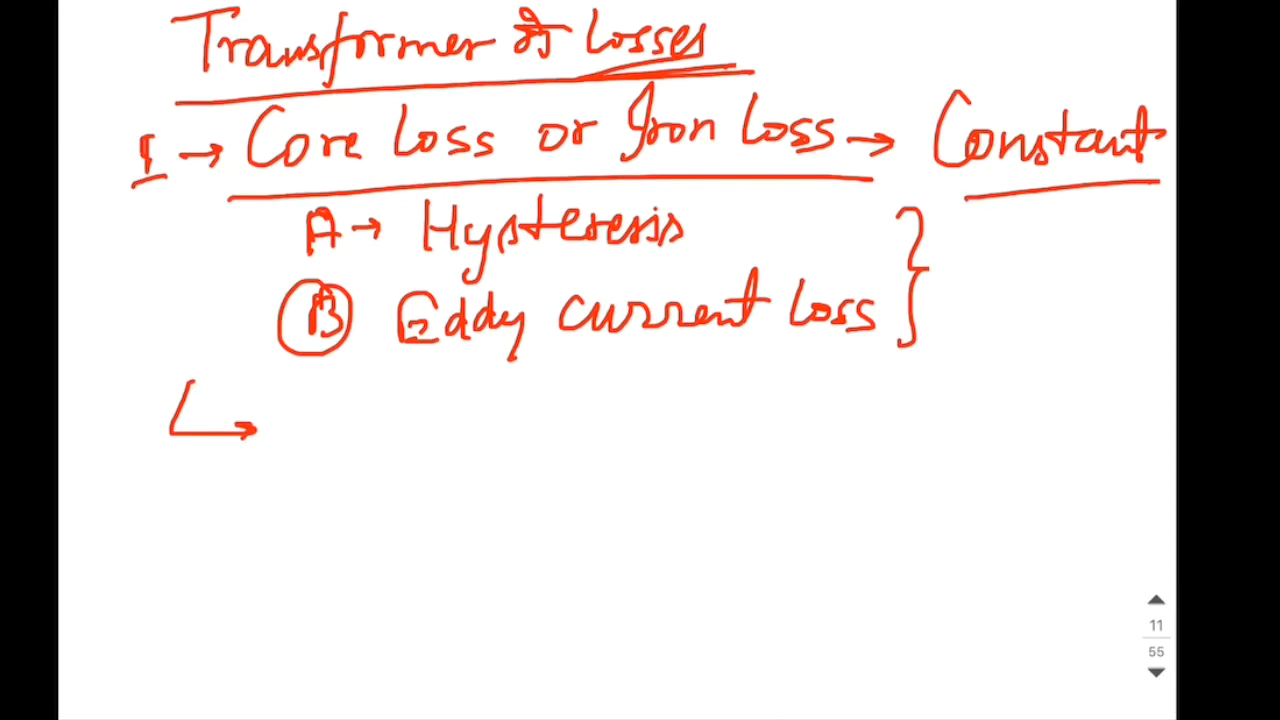 Transformer के Losses
I → Core Loss or Iron Loss → Constant
A → Hysteresis
B Eddy current loss
11
55